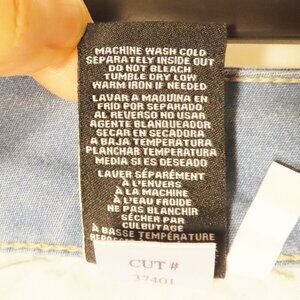 MACHINE WASH COLD
SEPARATELY INSIDE OUT
DO NOT BLEACH
TUMBLE DRY LOW
WARM IRON IF NEEDED
LAVAR A MAQUINA EN
FRIO POR SEPARADO
AL REVERSO NO USAR
AGENTE BLANQUEADOR
SECAR EN SECADORA
A BAJA TEMPERATURA
PLANCHAR TEMPERATURA
MEDIA SI ES DESEADO
LAVER SÉPARÉMENT
À L'ENVERS
À LA MACHINE
À L'EAU FROIDE
NE PAS BLANCHIR
SÉCHER PAR
CULBUTAGE
À BASSE TEMPÉRATURE
CUT #
37401